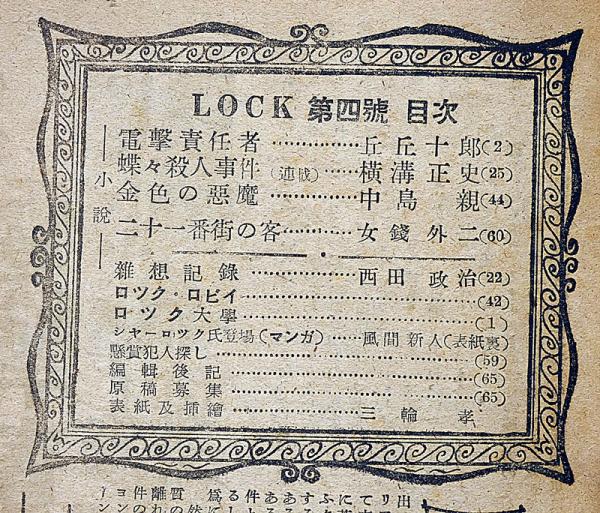 LOCK 第四號 目次
小説
電撃責任者 丘丘十郎(2)
蝶々殺人事件(連載) 横溝正史(25)
金色の惡魔 中島親(44)
二十一番街の客 女錢外二(60)
雜想記錄 西田政治(22)
ロツク・ロビイ (42)
ロツク大學 (1)
シヤーロツク氏登場(マンガ) 風間新人(表紙裏)
懸賞犯人探し (59)
編輯後記 (65)
原稿募集 (65)
表紙及挿繪 三輪孝